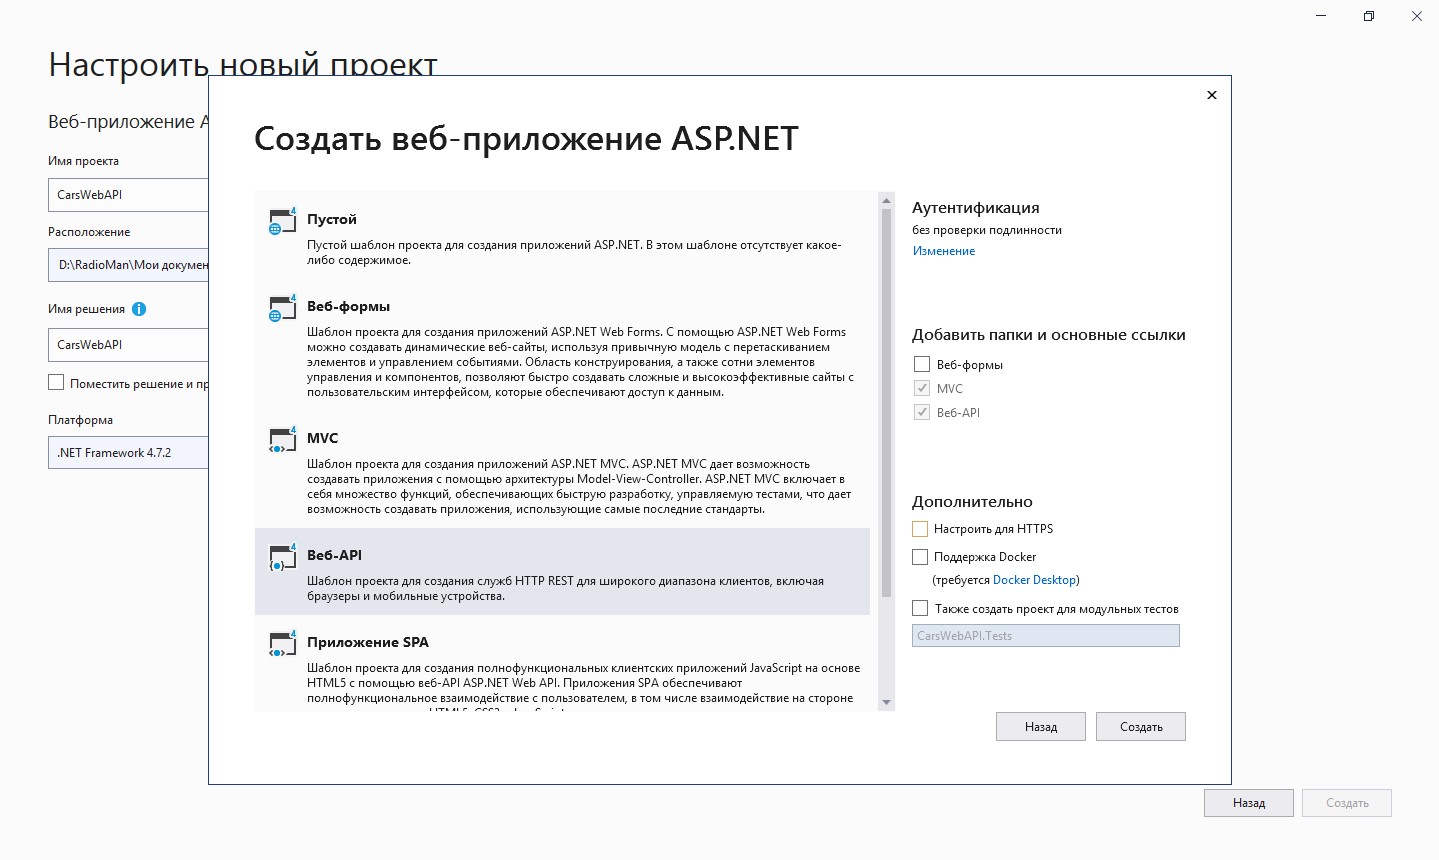 Настроить новый проект
Веб-приложение A
Имя проекта
CarsWebAPI
Расположение
D:\RadioMan\Мои докумен
Имя решения
CarsWebAPI
Поместить решение и пр
Платформа
.NET Framework 4.7.2
Создать веб-приложение ASP.NET
Пустой
Пустой шаблон проекта для создания приложений ASP.NET. В этом шаблоне отсутствует какое-
либо содержимое.
Веб-формы
Шаблон проекта для создания приложений ASP.NET Web Forms. С помощью ASP.NET Web Forms
можно создавать динамические веб-сайты, используя привычную модель с перетаскиванием
элементов и управлением событиями. Область конструирования, а также сотни элементов
управления и компонентов, позволяют быстро создавать сложные и высокоэффективные сайты с
пользовательским интерфейсом, которые обеспечивают доступ к данным.
MVC
Шаблон проекта для создания приложений ASP.NET MVC. ASP.NET MVC дает возможность
создавать приложения с помощью архитектуры Model-View-Controller. ASP.NET MVC включает в
себя множество функций, обеспечивающих быструю разработку, управляемую тестами, что дает
возможность создавать приложения, использующие самые последние стандарты.
Веб-API
Шаблон проекта для создания служб HTTP REST для широкого диапазона клиентов, включая
браузеры и мобильные устройства.
Приложение SPA
Шаблон проекта для создания полнофункциональных клиентских приложений JavaScript на основе
HTML5 с помощью веб-API ASP.NET Web API. Приложения SPA обеспечивают
полнофункциональное взаимодействие с пользователем, в том числе взаимодействие на стороне
Аутентификация
без проверки подлинности
Изменение
Добавить папки и основные ссылки
Веб-формы
MVC
Веб-API
Дополнительно
Настроить для HTTPS
Поддержка Docker
(требуется Docker Desktop)
Также создать проект для модульных тестов
CarsWebAPI.Tests
Назад
Создать
Назад
Создать